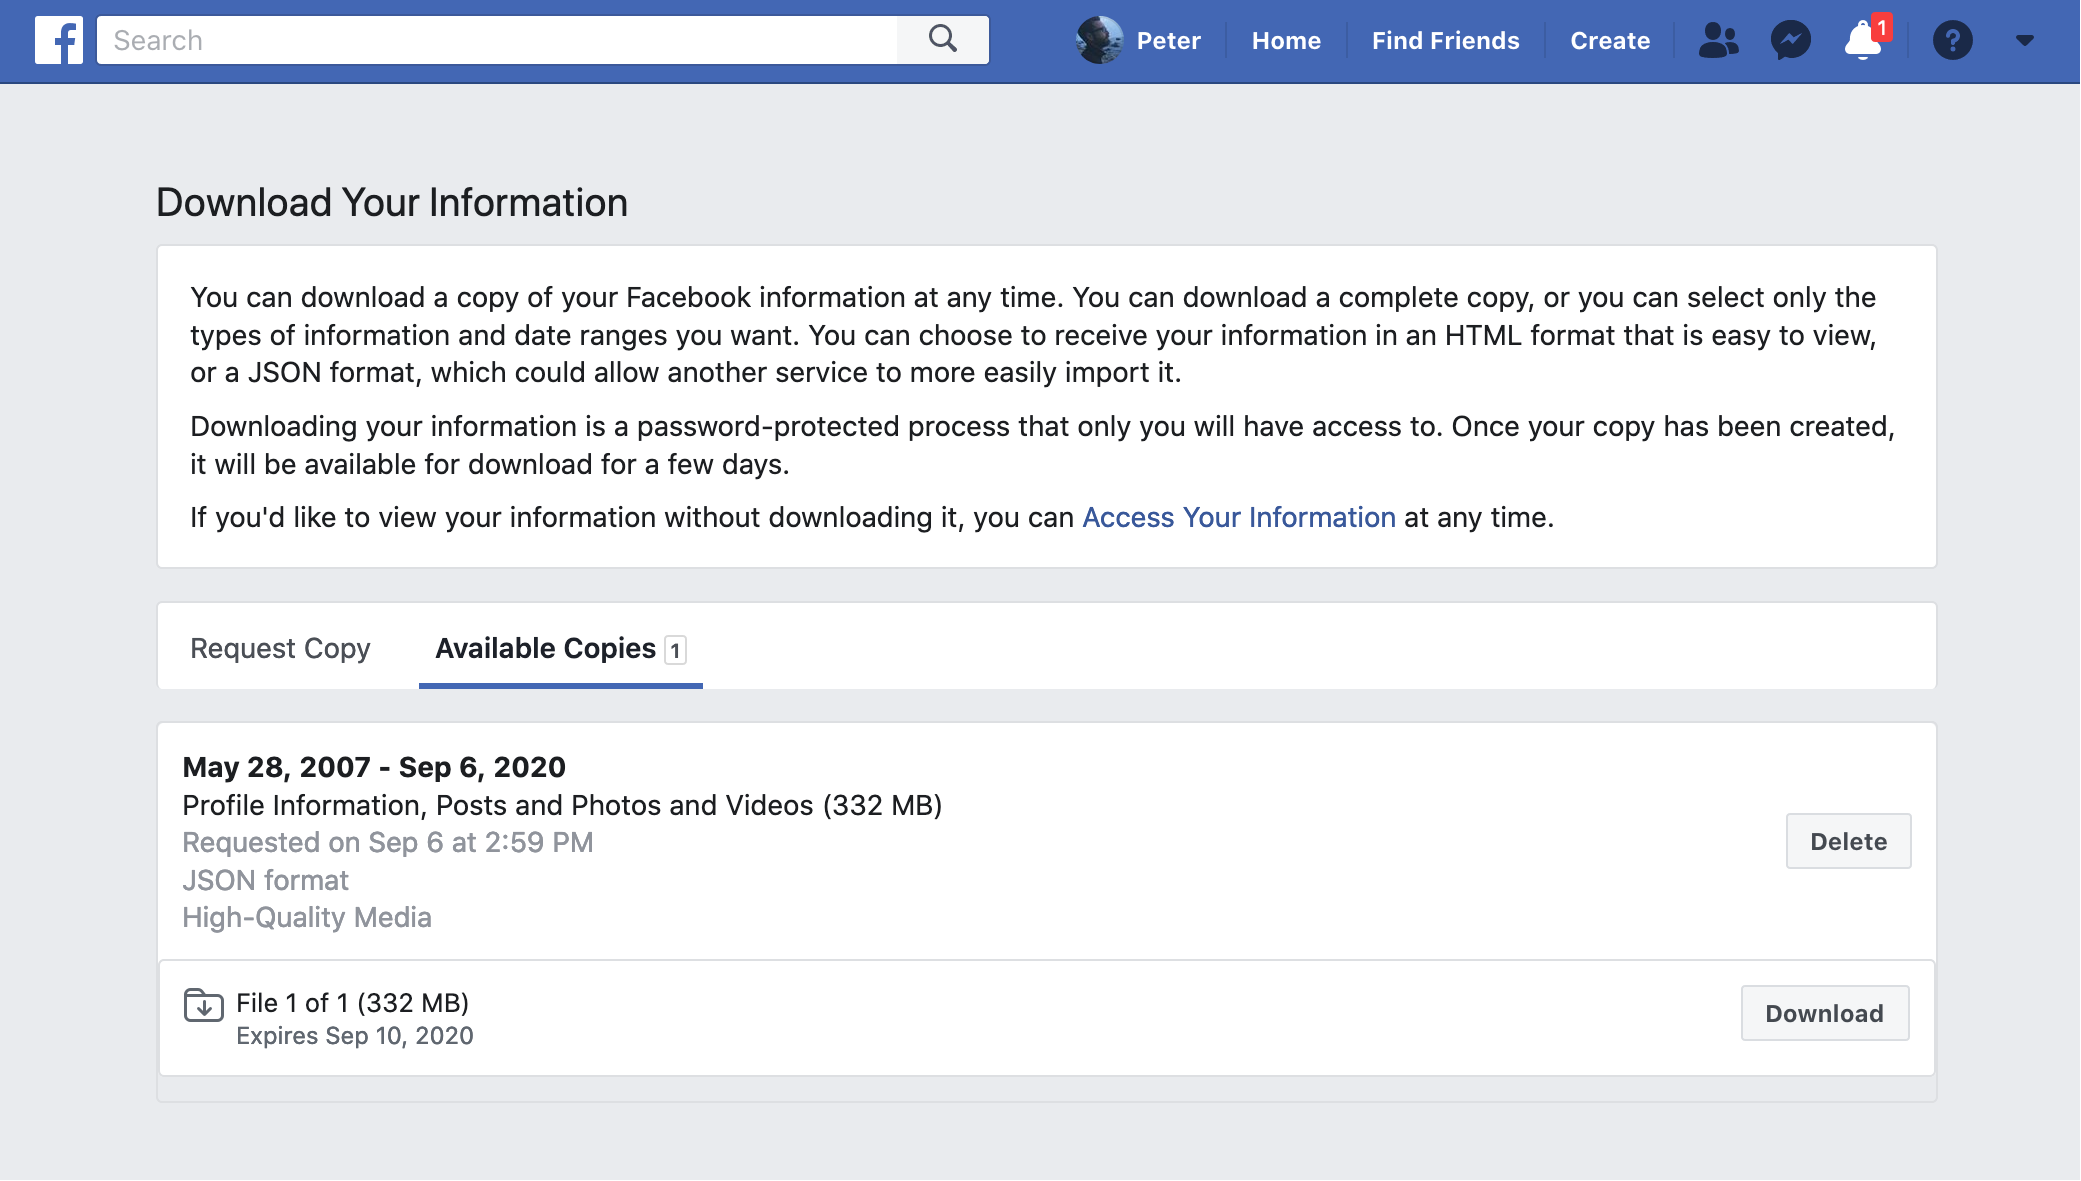 f
Search
Peter
Home
Find Friends
Create
1
?
Download Your Information
You can download a copy of your Facebook information at any time. You can download a complete copy, or you can select only the
types of information and date ranges you want. You can choose to receive your information in an HTML format that is easy to view,
or a JSON format, which could allow another service to more easily import it.
Downloading your information is a password-protected process that only you will have access to. Once your copy has been created,
it will be available for download for a few days.
If you'd like to view your information without downloading it, you can Access Your Information at any time.
Request Copy
Available Copies 1
May 28, 2007 - Sep 6, 2020
Profile Information, Posts and Photos and Videos (332 MB)
Requested on Sep 6 at 2:59 PM
JSON format
High-Quality Media
Delete
File 1 of 1 (332 MB)
Expires Sep 10, 2020
Download